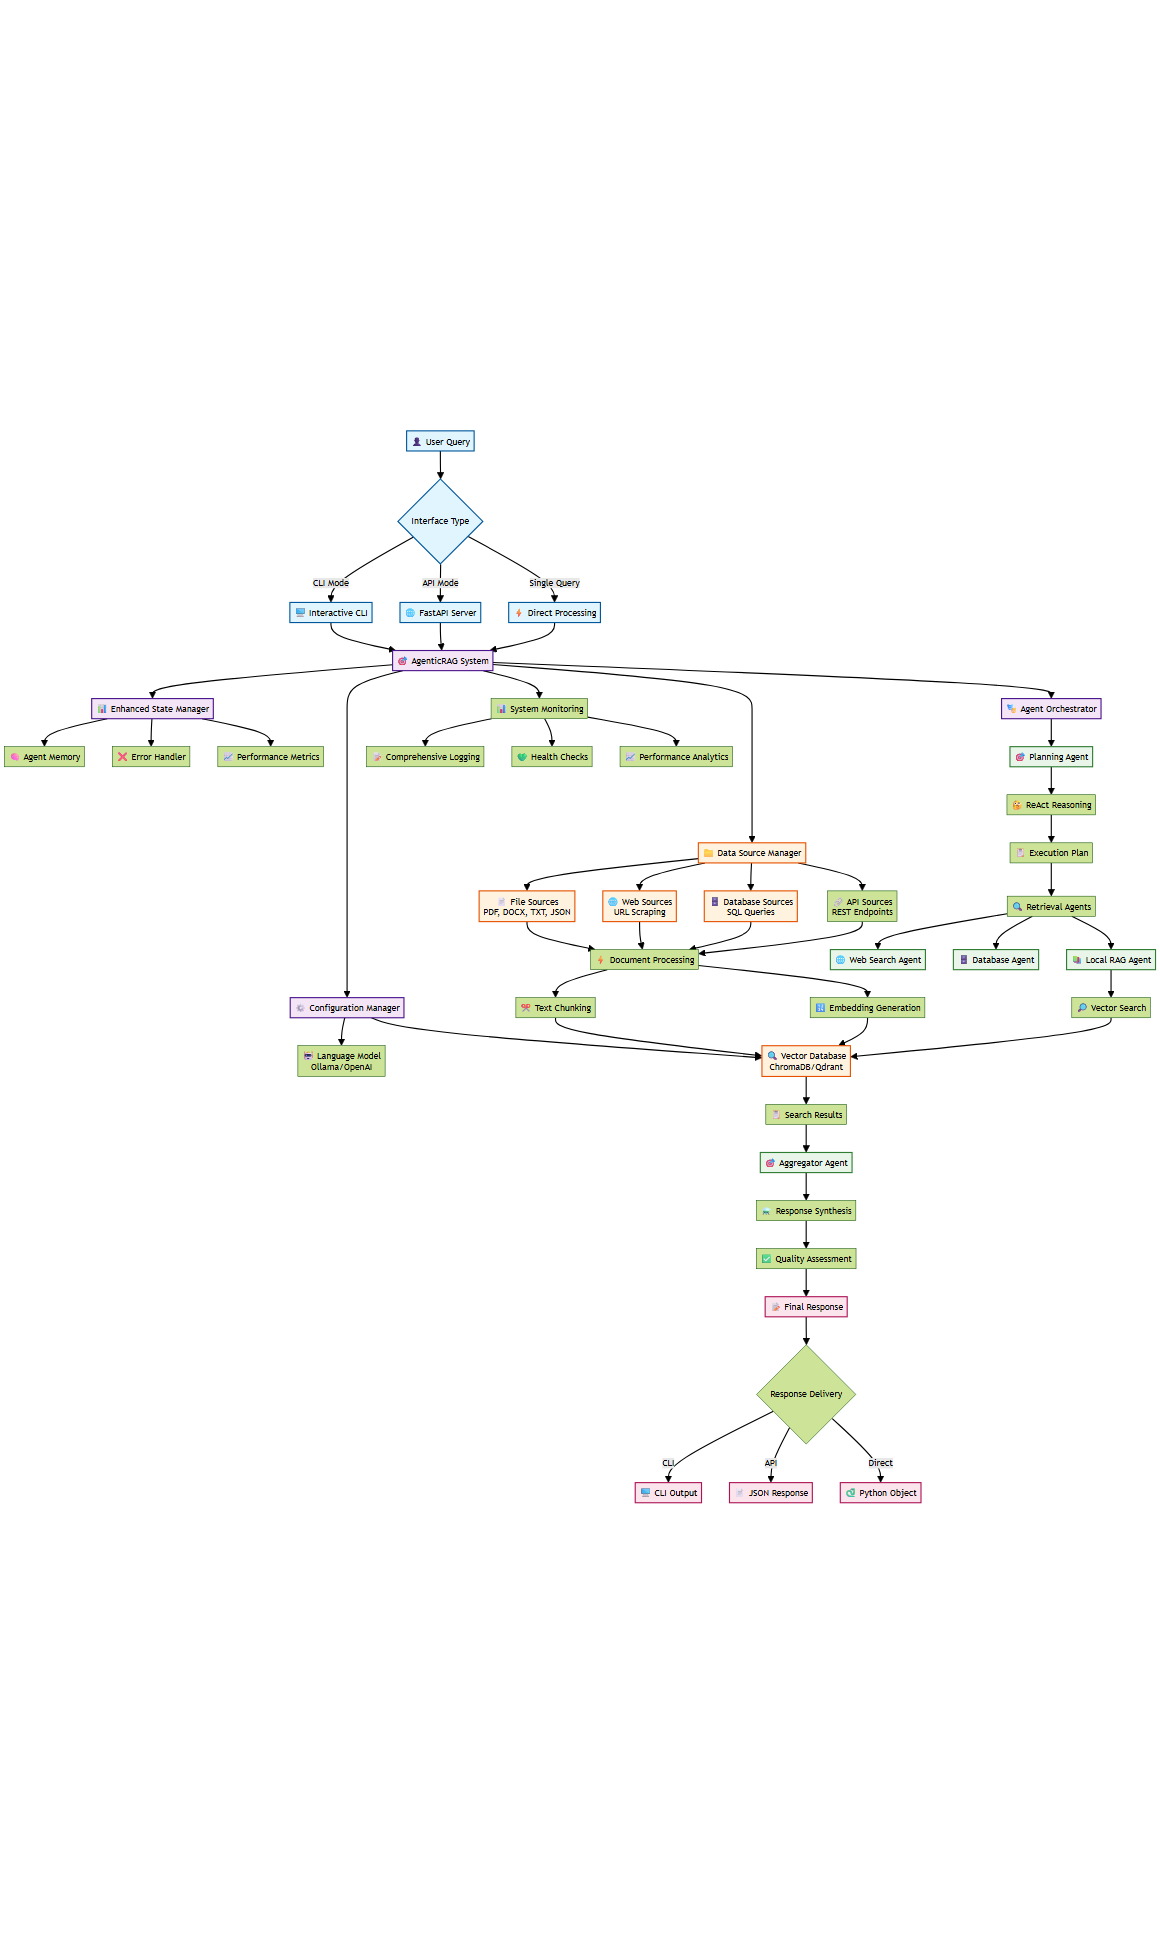 User Query
Interface Type
CLI Mode
API Mode
Single Query
Interactive CLI
FastAPI Server
Direct Processing
AgenticRAG System
Enhanced State Manager
System Monitoring
Agent Orchestrator
Agent Memory
Error Handler
Performance Metrics
Comprehensive Logging
Health Checks
Performance Analytics
Planning Agent
ReAct Reasoning
Data Source Manager
Execution Plan
File Sources
PDF, DOCX, TXT, JSON
Web Sources
URL Scraping
Database Sources
SQL Queries
API Sources
REST Endpoints
Retrieval Agents
Document Processing
Web Search Agent
Database Agent
Local RAG Agent
Configuration Manager
Text Chunking
Embedding Generation
Vector Search
Language Model
Ollama/OpenAI
Vector Database
ChromaDB/Qdrant
Search Results
Aggregator Agent
Response Synthesis
Quality Assessment
Final Response
Response Delivery
CLI
API
Direct
CLI Output
JSON Response
Python Object